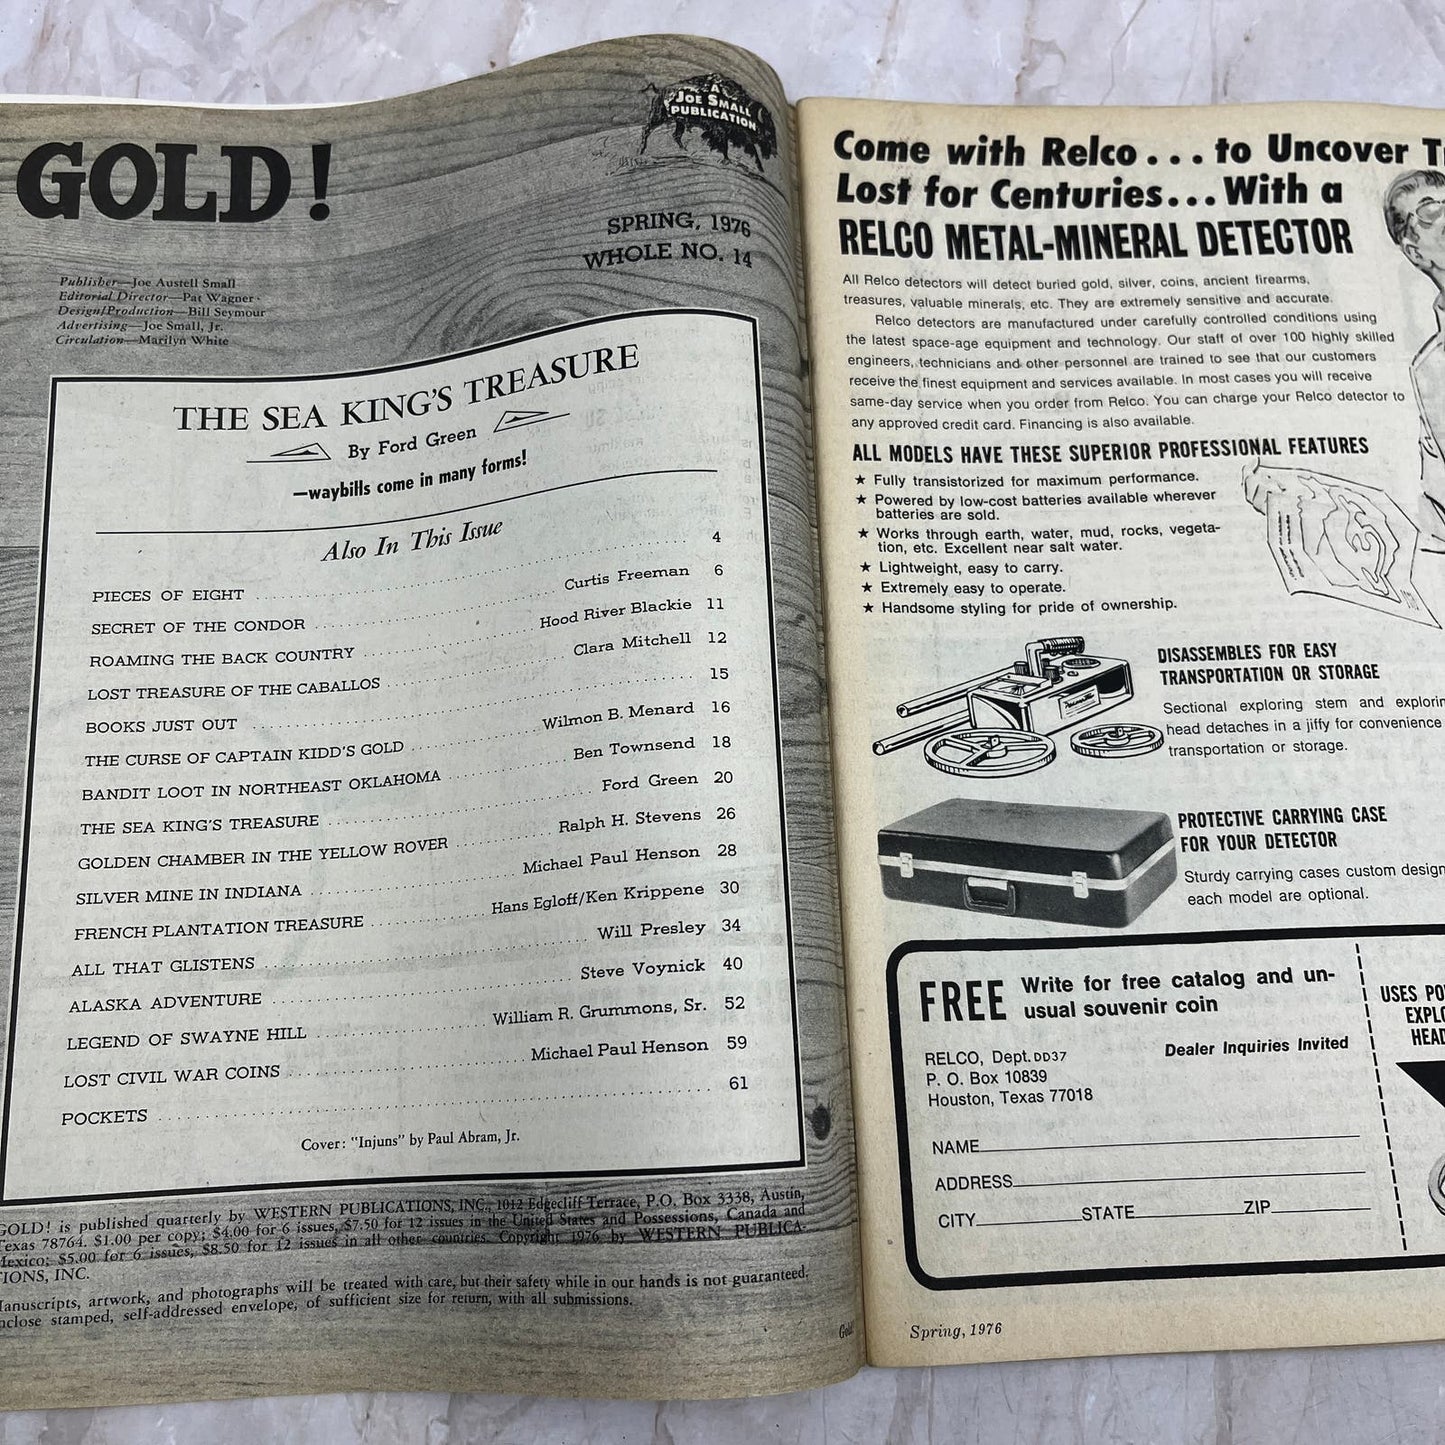 A
JOE SMALL
PUBLICATION
GOLD!
SPRING, 1976
WHOLE NO. 14
Publisher—Joe Austell Small
Editorial Director—Pat Wagner
Design/Production—Bill Seymour
Advertising—Joe Small, Jr.
Circulation—Marilyn White
THE SEA KING'S TREASURE
By Ford Green
—waybills come in many forms!
Also In This Issue
PIECES OF EIGHT 4
SECRET OF THE CONDOR Curtis Freeman 6
ROAMING THE BACK COUNTRY Hood River Blackie 11
LOST TREASURE OF THE CABALLOS Clara Mitchell 12
BOOKS JUST OUT 15
THE CURSE OF CAPTAIN KIDD'S GOLD Wilmon B. Menard 16
BANDIT LOOT IN NORTHEAST OKLAHOMA Ben Townsend 18
THE SEA KING'S TREASURE Ford Green 20
GOLDEN CHAMBER IN THE YELLOW ROVER Ralph H. Stevens 26
SILVER MINE IN INDIANA Michael Paul Henson 28
FRENCH PLANTATION TREASURE Hans Egloff/Ken Krippene 30
ALL THAT GLISTENS Will Presley 34
ALASKA ADVENTURE Steve Voynick 40
LEGEND OF SWAYNE HILL William R. Grummons, Sr. 52
LOST CIVIL WAR COINS Michael Paul Henson 59
POCKETS 61
Cover: "Injuns" by Paul Abram, Jr.
GOLD! is published quarterly by WESTERN PUBLICATIONS, INC., 1012 Edgecliff Terrace, P.O. Box 3338, Austin,
Texas 78764. $1.00 per copy; $4.00 for 6 issues, $7.50 for 12 issues in the United States and Possessions, Canada and
Mexico; $5.00 for 6 issues, $8.50 for 12 issues in all other countries. Copyright 1976 by WESTERN PUBLICA-
TIONS, INC.
Manuscripts, artwork, and photographs will be treated with care, but their safety while in our hands is not guaranteed.
Enclose stamped, self-addressed envelope, of sufficient size for return, with all submissions.
Gold!
Come with Relco . . . to Uncover
Lost for Centuries...With a
RELCO METAL-MINERAL DETECTOR
All Relco detectors will detect buried gold, silver, coins, ancient firearms,
treasures, valuable minerals, etc. They are extremely sensitive and accurate.
Relco detectors are manufactured under carefully controlled conditions using
the latest space-age equipment and technology. Our staff of over 100 highly skilled
engineers, technicians and other personnel are trained to see that our customers
receive the finest equipment and services available. In most cases you will receive
same-day service when you order from Relco. You can charge your Relco detector to
any approved credit card. Financing is also available.
ALL MODELS HAVE THESE SUPERIOR PROFESSIONAL FEATURES
★ Fully transistorized for maximum performance.
★ Powered by low-cost batteries available wherever
batteries are sold.
★ Works through earth, water, mud, rocks, vegeta-
tion, etc. Excellent near salt water.
★ Lightweight, easy to carry.
★ Extremely easy to operate.
★ Handsome styling for pride of ownership.
DISASSEMBLES FOR EASY
TRANSPORTATION OR STORAGE
Sectional exploring stem and explorin
head detaches in a jiffy for convenience
transportation or storage.
PROTECTIVE CARRYING CASE
FOR YOUR DETECTOR
Sturdy carrying cases custom design
each model are optional.
FREE Write for free catalog and un-
usual souvenir coin
RELCO, Dept. DD37
P. O. Box 10839
Houston, Texas 77018
Dealer Inquiries Invited
NAME
ADDRESS
CITY STATE ZIP
USES PO
EXPLO
HEAD
Spring, 1976